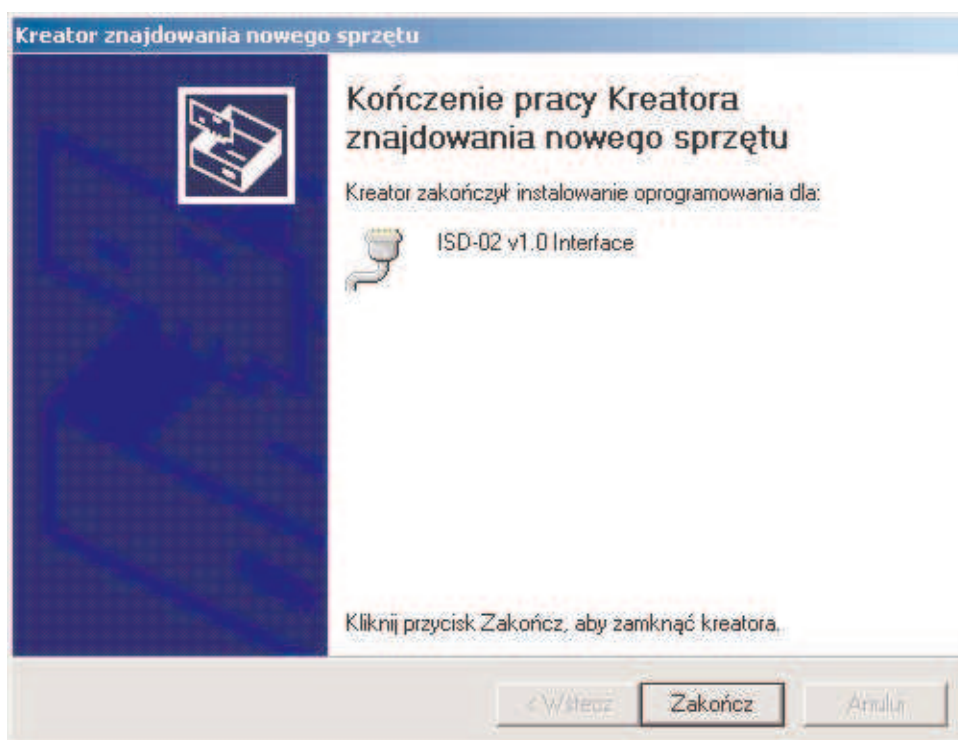 Kreator znajdowania nowego sprzętu
Kończenie pracy Kreatora
znajdowania nowego sprzętu
Kreator zakończył instalowanie oprogramowania dla:
ISD-02 v1.0 Interface
Kliknij przycisk Zakończ, aby zamknąć kreatora.
< Wstecz
Zakończ
Anuluj